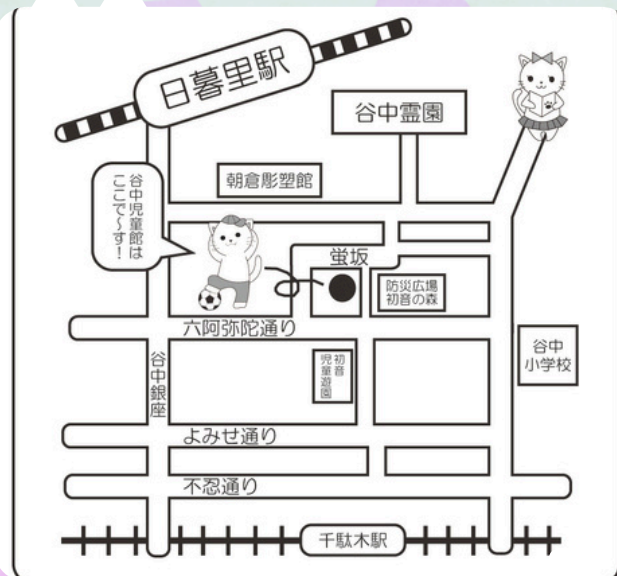 日暮里駅
谷中霊園
朝倉彫塑館
谷中児童館は
ここで〜す!
蛍坂
防災広場
初音の森
六阿弥陀通り
谷中
小学校
初音
児童遊園
谷中銀座
よみせ通り
不忍通り
千駄木駅